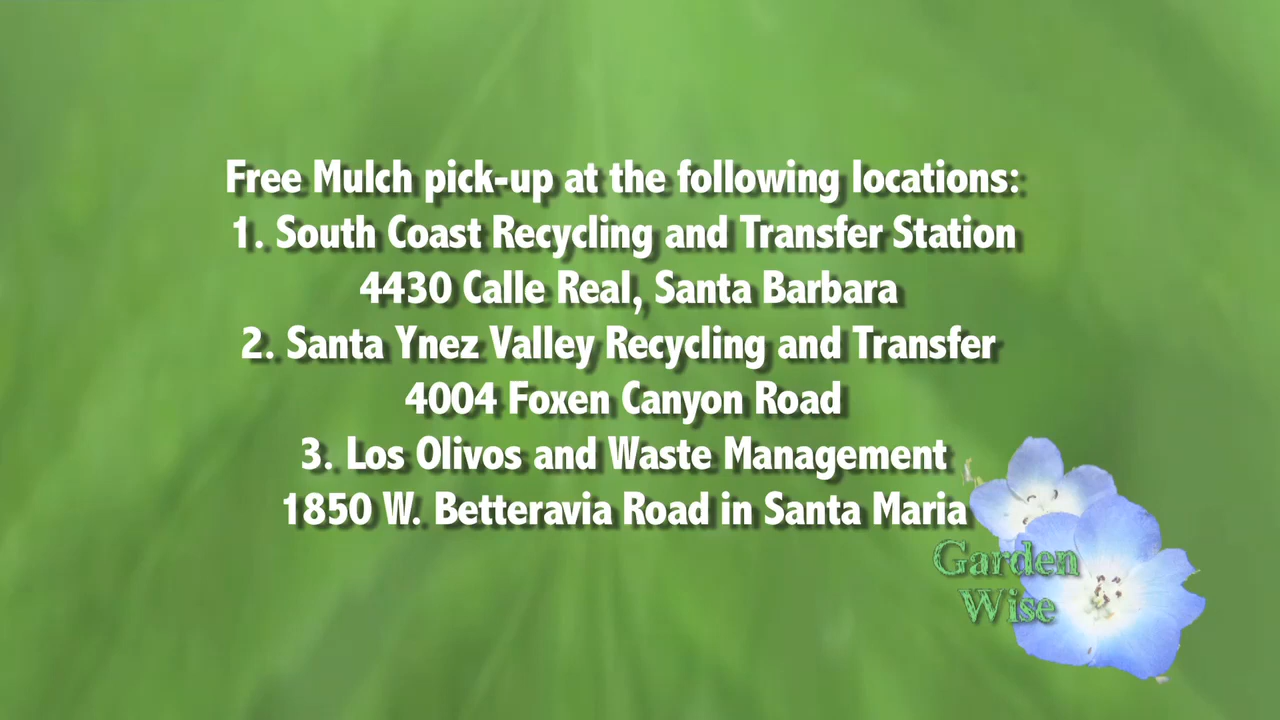 Free Mulch pick-up at the following locations:
1. South Coast Recycling and Transfer Station
4430 Calle Real, Santa Barbara
2. Santa Ynez Valley Recycling and Transfer
4004 Foxen Canyon Road
3. Los Olivos and Waste Management
1850 W. Betteravia Road in Santa Maria
Garden
Wise